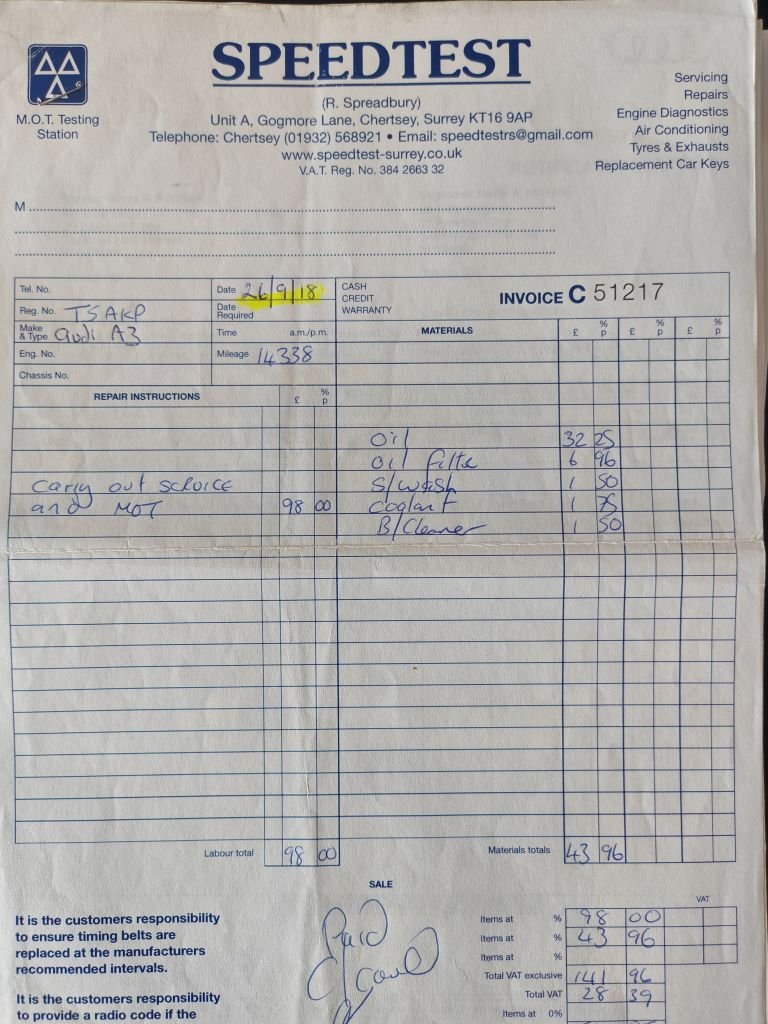 SPEEDTEST
(R. Spreadbury)
Unit A, Gogmore Lane, Chertsey, Surrey KT16 9AP
Telephone: Chertsey (01932) 568921 • Email: speedtestrs@gmail.com
www.speedtest-surrey.co.uk
V.A.T. Reg. No. 384 2663 32
M.O.T. Testing
Station
Servicing
Repairs
Engine Diagnostics
Air Conditioning
Tyres & Exhausts
Replacement Car Keys
M
Tel. No.
Date 26/9/18
CASH
CREDIT
WARRANTY
INVOICE C 51217
Reg. No. T5 AKP
Date
Required
Make
& Type Audi A3
Time a.m./p.m.
Eng. No.
Mileage 14338
Chassis No.
MATERIALS £ % p £ % p £ % p
REPAIR INSTRUCTIONS £ % p
Oil 32 25
Oil Filte 6 96
S/wash 1 50
Coolant 1 75
B/Cleaner 1 50
Carry out service
and MOT 98 00
Labour total 98 00
Materials totals 43 96
SALE
VAT
It is the customers responsibility
to ensure timing belts are
replaced at the manufacturers
recommended intervals.
It is the customers responsibility
to provide a radio code if the
Paid
Items at % 98 00
Items at % 43 96
Items at %
Total VAT exclusive 141 96
Total VAT 28 39
Items at 0%